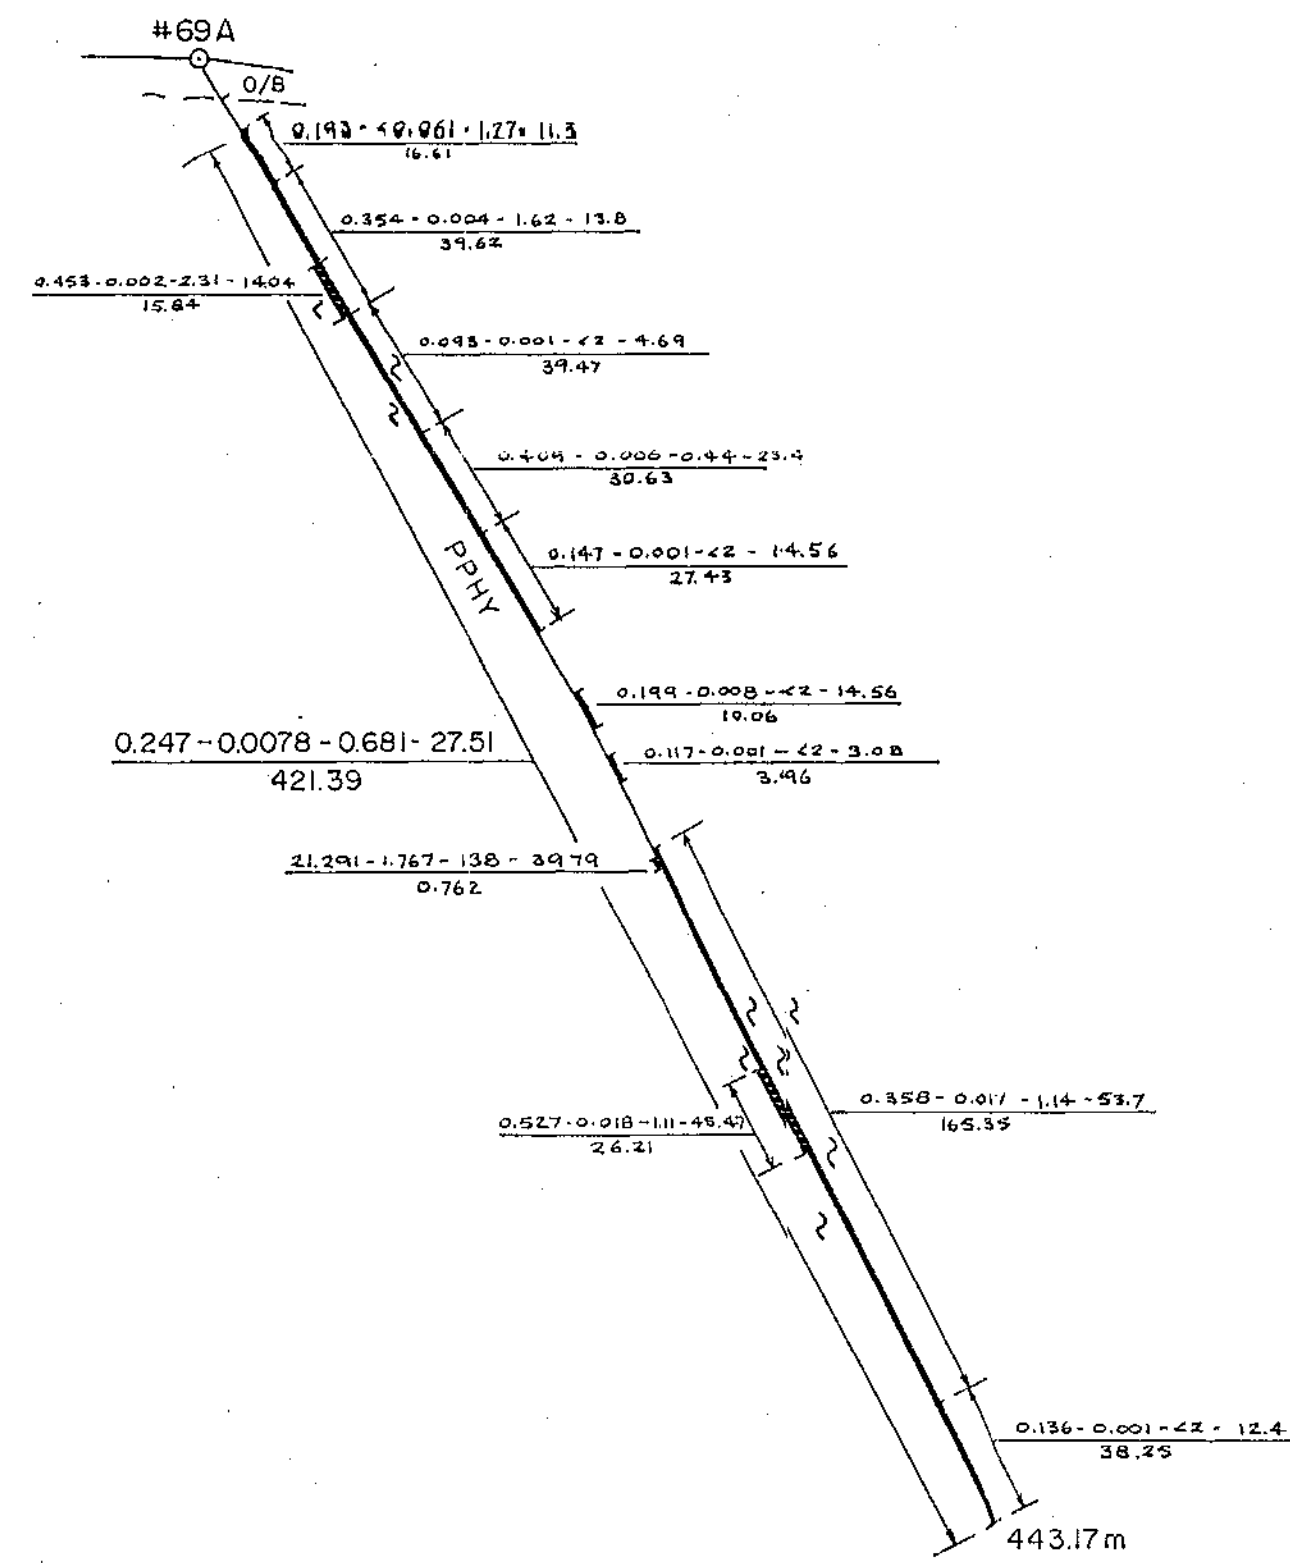 #69A
O/B
0.193 - <0.061 - 1.27 - 11.3
16.61
0.354 - 0.004 - 1.62 - 13.8
39.62
0.453-0.002-2.31-14.04
15.84
0.093-0.001-<2 - 4.69
39.47
0.409 - 0.006-0.44-23.4
30.63
0.147 - 0.001-<2 - 14.56
27.43
PPHY
0.199-0.008-<2-14.56
10.06
0.247-0.0078-0.681-27.51
421.39
0.117-0.001-<2-3.08
3.96
21.291-1.767-138-3979
0.762
0.358-0.017-1.14-53.7
165.35
0.527-0.018-1.11-45.47
26.21
0.136-0.001-<2- 12.4
38.25
443.17m